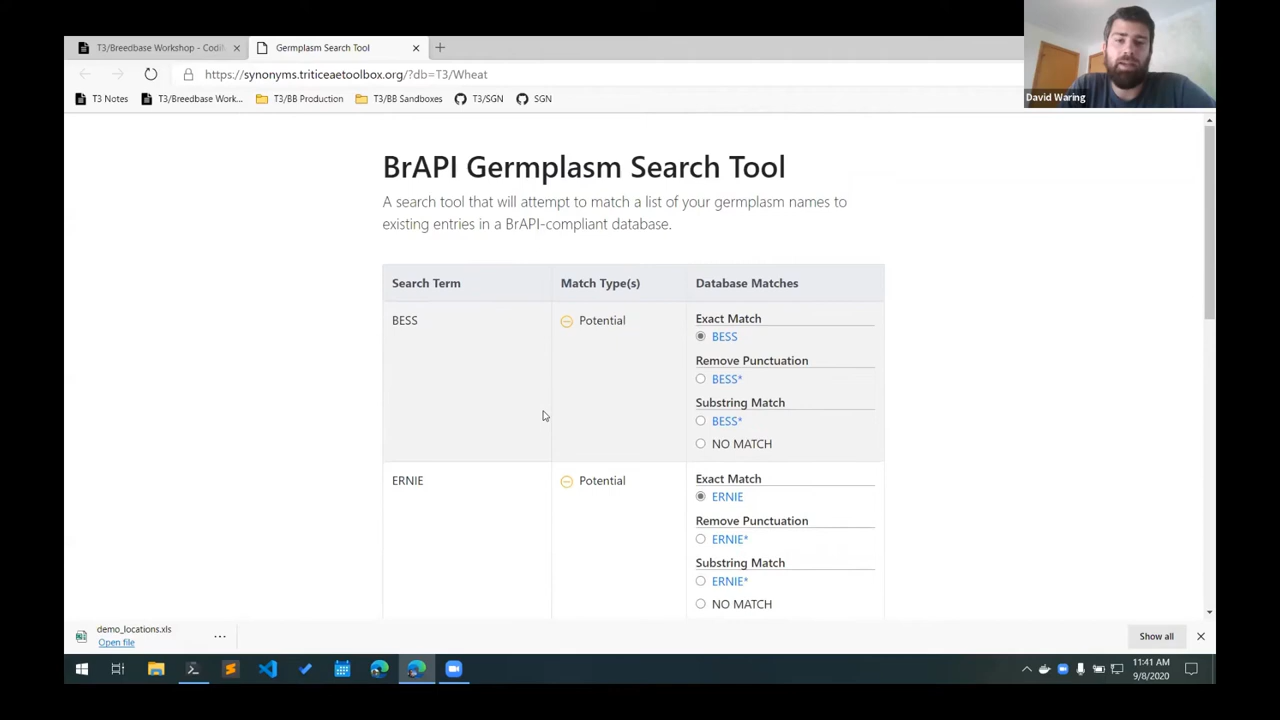 T3/Breedbase Workshop - CodiM
Germplasm Search Tool
https://synonyms.triticaetoolbox.org/?db=T3/Wheat
T3 Notes
T3/Breedbase Work...
T3/BB Production
T3/BB Sandboxes
T3/SGN
SGN
David Waring
BrAPI Germplasm Search Tool
A search tool that will attempt to match a list of your germplasm names to
existing entries in a BrAPI-compliant database.
Search Term Match Type(s) Database Matches
BESS Potential Exact Match
BESS
Remove Punctuation
BESS*
Substring Match
BESS*
NO MATCH
ERNIE Potential Exact Match
ERNIE
Remove Punctuation
ERNIE*
Substring Match
ERNIE*
NO MATCH
demo_locations.xls
Open file
Show all
11:41 AM
9/8/2020